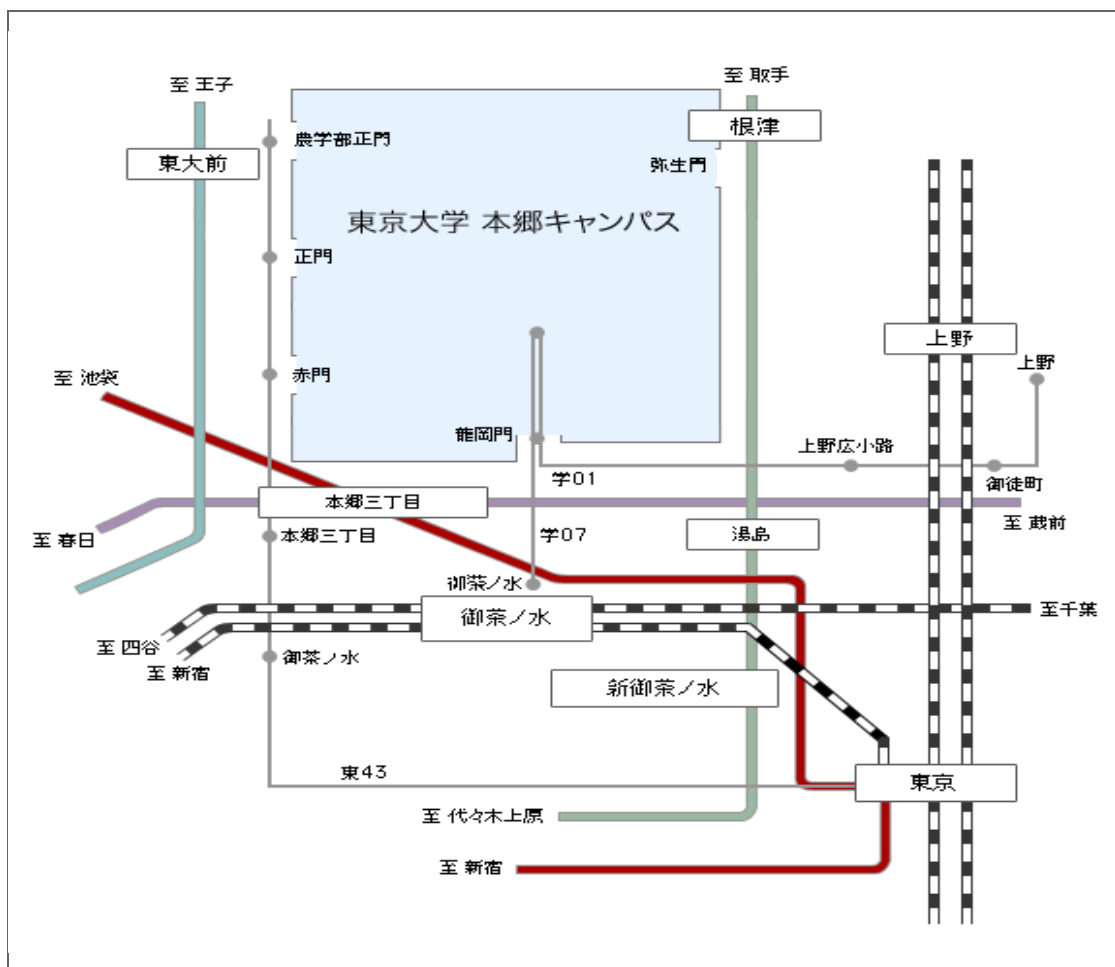 至 王子
至 取手
根津
農学部正門
東大前
弥生門
東京大学 本郷キャンパス
正門
上野
上野
至 池袋
赤門
龍岡門
上野広小路
学01
御徒町
本郷三丁目
至 蔵前
至 春日
本郷三丁目
学07
湯島
御茶ノ水
御茶ノ水
至千葉
至 四谷
御茶ノ水
至 新宿
新御茶ノ水
東43
東京
至 代々木上原
至 新宿